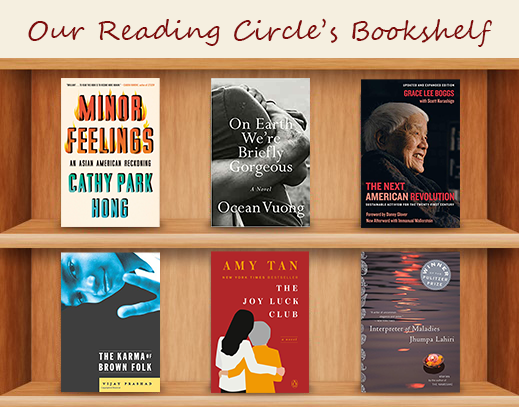 Our Reading Circle's Bookshelf
MINOR
FEELINGS
AN ASIAN AMERICAN RECKONING
CATHY PARK
HONG
On Earth
We're
Briefly
Gorgeous
A Novel
Ocean Vuong
UPDATED AND EXPANDED EDITION
GRACE LEE BOGGS
with Scott Kurashige
THE NEXT
AMERICAN REVOLUTION
SUSTAINABLE ACTIVISM FOR THE TWENTY-FIRST CENTURY
Foreword by Danny Glover
New Afterword with Immanuel Wallerstein
THE KARMA OF
BROWN FOLK
VIJAY PRASHAD
AMY TAN
NEW YORK TIMES BESTSELLER
THE
JOY LUCK
CLUB
A NOVEL
WINNER
OF THE
PULITZER
PRIZE
Interpreter of Maladies
Jhumpa Lahiri